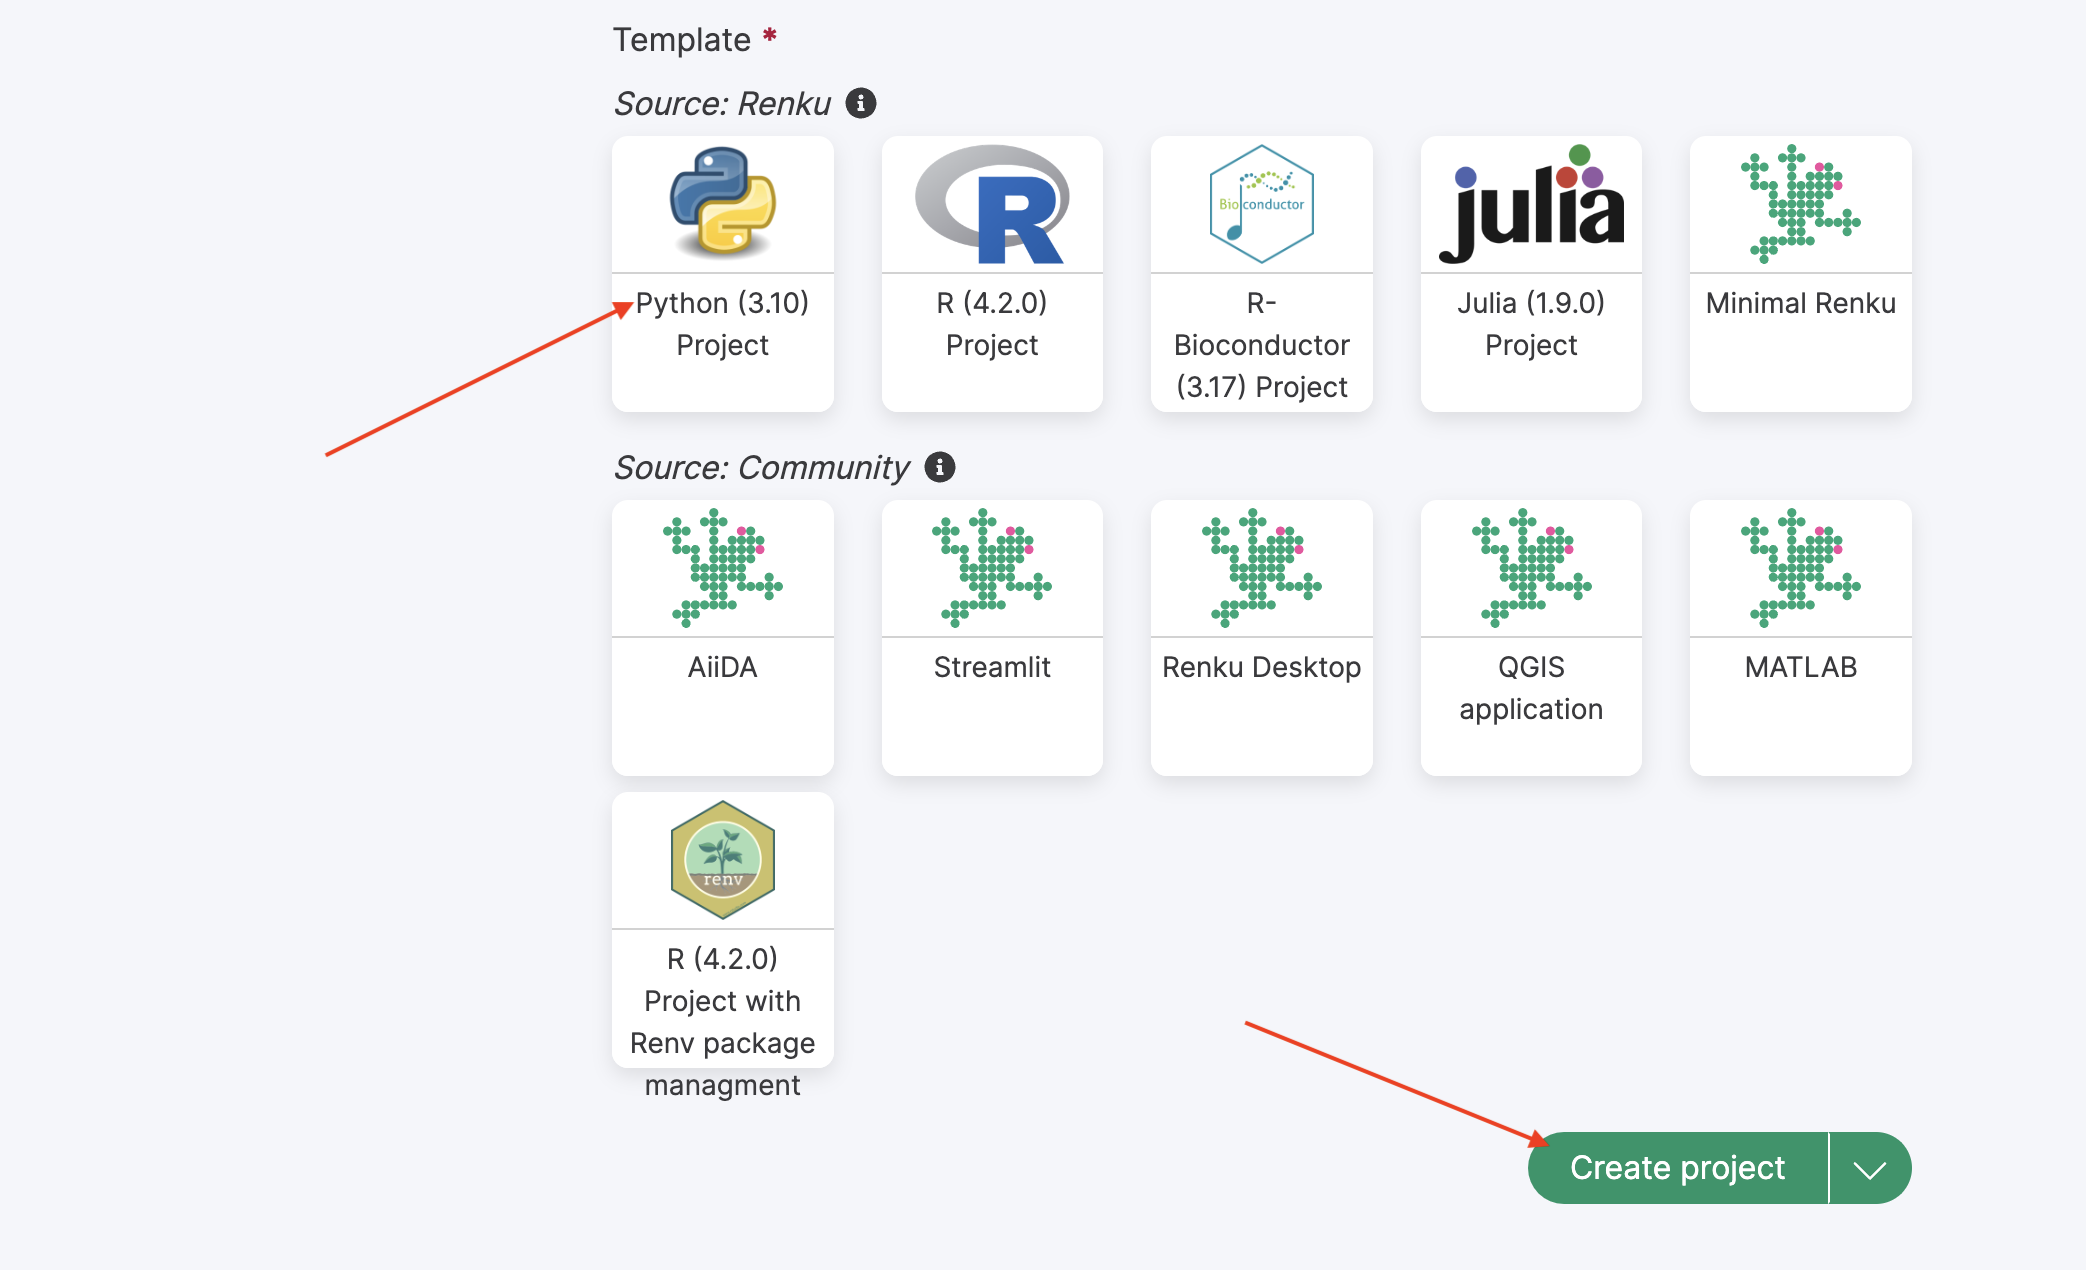 Template *
Source: Renku
Bioconductor
julia
Python (3.10)
Project
R (4.2.0)
Project
R-
Bioconductor
(3.17) Project
Julia (1.9.0)
Project
Minimal Renku
Source: Community
AiiDA
Streamlit
Renku Desktop
QGIS
application
MATLAB
renv
R (4.2.0)
Project with
Renv package
managment
Create project